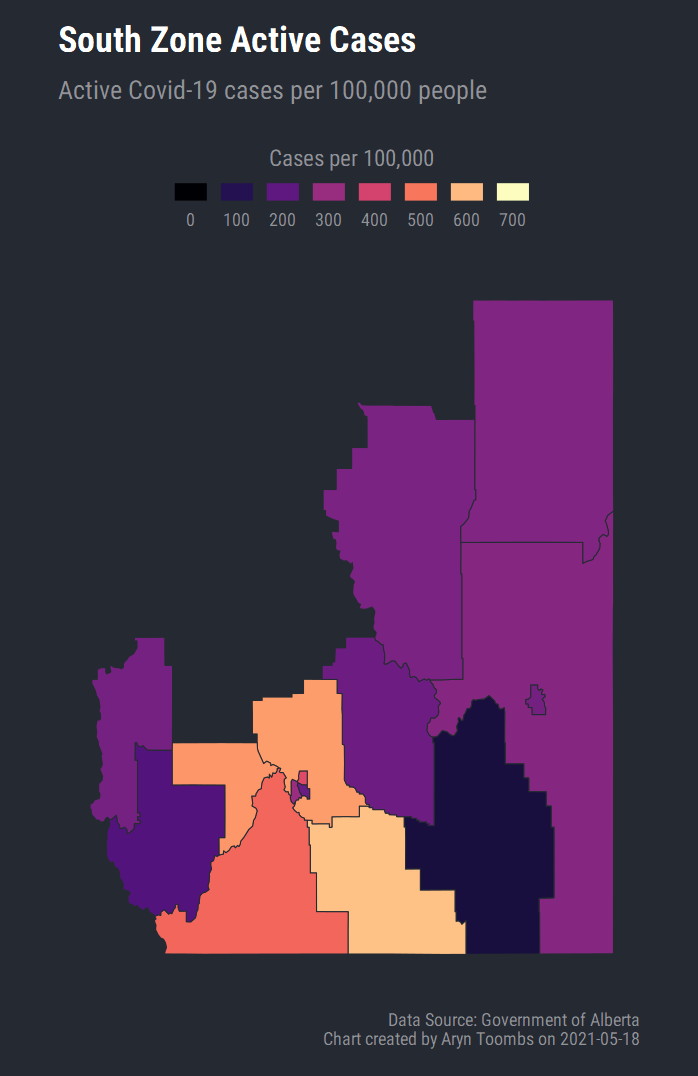 South Zone Active Cases
Active Covid-19 cases per 100,000 people
Cases per 100,000
0 100 200 300 400 500 600 700
Data Source: Government of Alberta
Chart created by Aryn Toombs on 2021-05-18